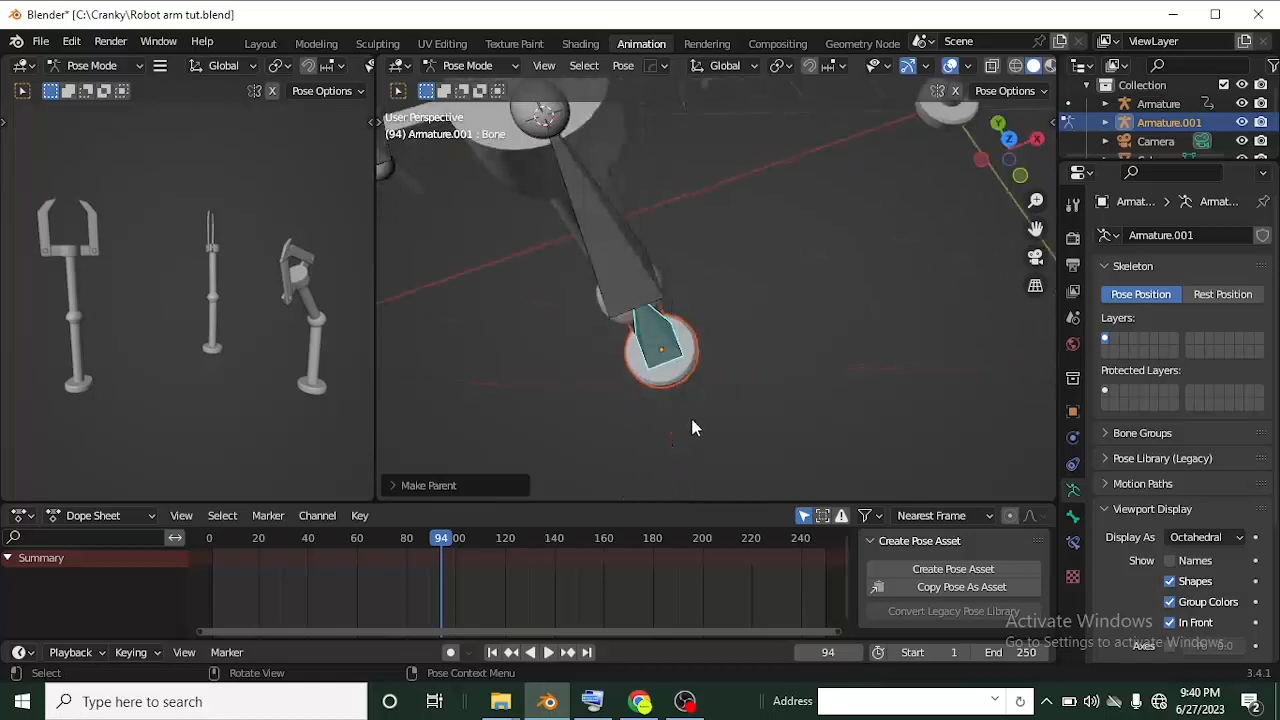 Blender* [C:\Cranky\Robot arm tut.blend]
File Edit Render Window Help Layout Modeling Sculpting UV Editing Texture Paint Shading Animation Rendering Compositing Geometry Node Scene ViewLayer
Pose Mode Global Pose Mode View Select Pose Global
Pose Options Pose Options
Collection
Armature
Armature.001
Camera
User Perspective
(94) Armature.001 : Bone
Y
Z
X
Armat... > Armat...
Armature.001
Skeleton
Pose Position Rest Position
Layers:
Protected Layers:
Bone Groups
Pose Library (Legacy)
Motion Paths
Viewport Display
Display As Octahedral
Show Names
Shapes
Group Colors
In Front
Axes
Make Parent
Dope Sheet View Select Marker Channel Key Nearest Frame
0 20 40 60 80 94 00 120 140 160 180 200 220 240
Summary
Create Pose Asset
Create Pose Asset
Copy Pose As Asset
Convert Legacy Pose Library
Activate Windows
Go to Settings to activate Windows.
Playback Keying View Marker 94 Start 1 End 250
Select Rotate View Pose Context Menu 3.4.1
Type here to search Address 9:40 PM
6/27/2023
2